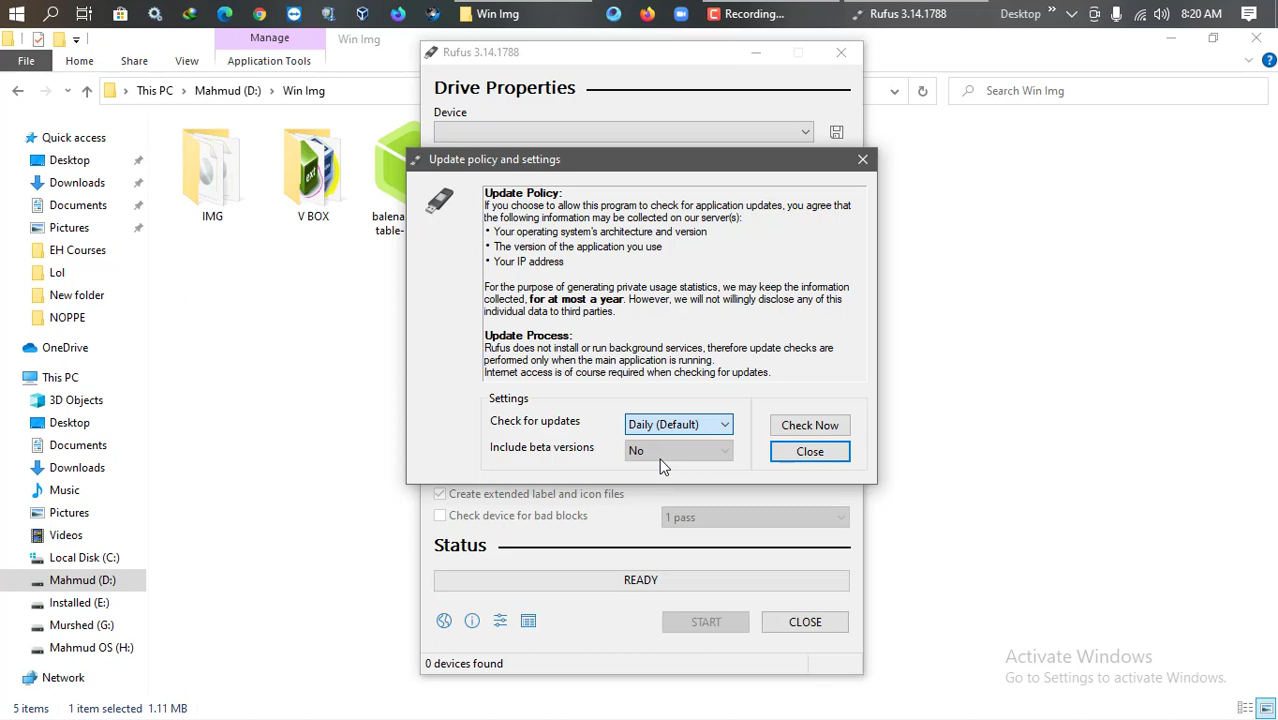 Win Img
Recording...
Rufus 3.14.1788
Desktop
8:20 AM
Manage
Win Img
File
Home
Share
View
Application Tools
This PC
Mahmud (D:)
Win Img
Search Win Img
Quick access
Desktop
Downloads
Documents
Pictures
EH Courses
Lol
New folder
NOPPE
OneDrive
This PC
3D Objects
Desktop
Documents
Downloads
Music
Pictures
Videos
Local Disk (C:)
Mahmud (D:)
Installed (E:)
Murshed (G:)
Mahmud OS (H:)
Network
5 items
1 item selected 1.11 MB
IMG
V BOX
balena
table-
Rufus 3.14.1788
Drive Properties
Device
Update policy and settings
Update Policy:
If you choose to allow this program to check for application updates, you agree that
the following information may be collected on our server(s):
• Your operating system's architecture and version
• The version of the application you use
• Your IP address
For the purpose of generating private usage statistics, we may keep the information
collected, for at most a year. However, we will not willingly disclose any of this
individual data to third parties.
Update Process:
Rufus does not install or run background services, therefore update checks are
performed only when the main application is running.
Internet access is of course required when checking for updates.
Settings
Check for updates
Daily (Default)
Check Now
Include beta versions
No
Close
Create extended label and icon files
Check device for bad blocks
1 pass
Status
READY
START
CLOSE
0 devices found
Activate Windows
Go to Settings to activate Windows.